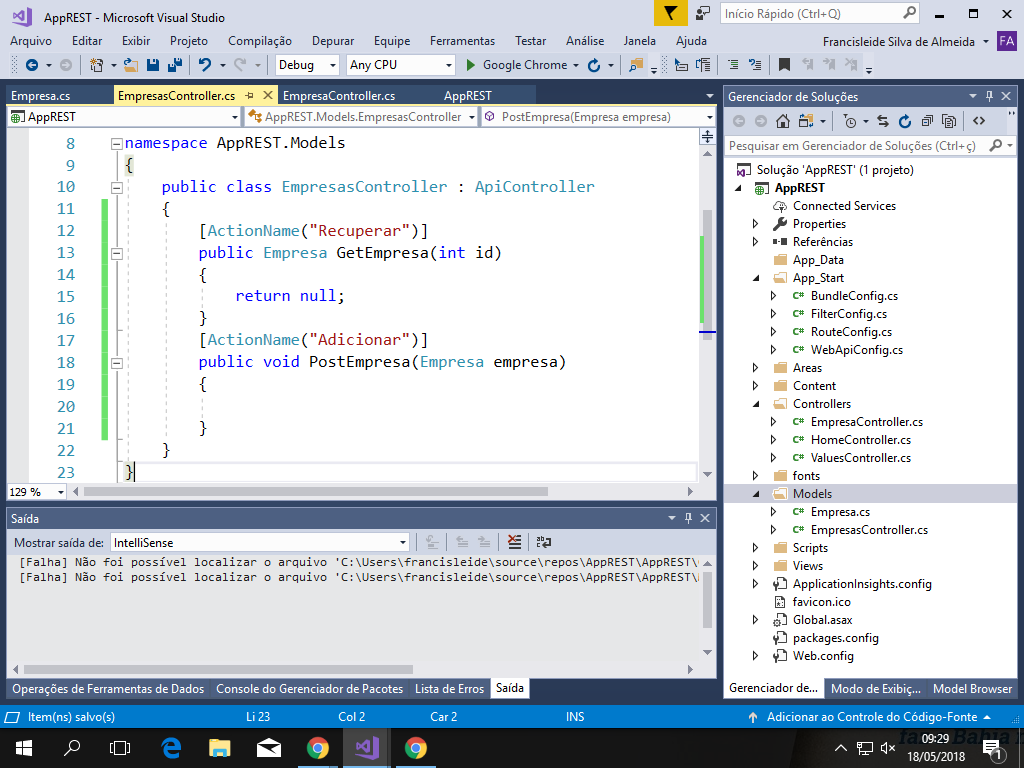 AppREST - Microsoft Visual Studio
Início Rápido (Ctrl+Q)
Arquivo Editar Exibir Projeto Compilação Depurar Equipe Ferramentas Testar Análise Janela Ajuda Francisleide Silva de Almeida FA
Debug Any CPU Google Chrome
Empresa.cs EmpresasController.cs EmpresaController.cs AppREST
AppREST AppREST.Models.EmpresasController PostEmpresa(Empresa empresa)
8 namespace AppREST.Models
9 {
10 public class EmpresasController : ApiController
11 {
12 [ActionName("Recuperar")]
13 public Empresa GetEmpresa(int id)
14 {
15 return null;
16 }
17 [ActionName("Adicionar")]
18 public void PostEmpresa(Empresa empresa)
19 {
20
21 }
22 }
23 }
129 %
Saída
Mostrar saída de: IntelliSense
[Falha] Não foi possível localizar o arquivo 'C:\Users\francisleide\source\repos\AppREST\AppREST\
[Falha] Não foi possível localizar o arquivo 'C:\Users\francisleide\source\repos\AppREST\AppREST\
Operações de Ferramentas de Dados Console do Gerenciador de Pacotes Lista de Erros Saída
Gerenciador de Soluções
Pesquisar em Gerenciador de Soluções (Ctrl+ç)
Solução 'AppREST' (1 projeto)
AppREST
Connected Services
Properties
Referências
App_Data
App_Start
C# BundleConfig.cs
C# FilterConfig.cs
C# RouteConfig.cs
C# WebApiConfig.cs
Areas
Content
Controllers
C# EmpresaController.cs
C# HomeController.cs
C# ValuesController.cs
fonts
Models
C# Empresa.cs
C# EmpresasController.cs
Scripts
Views
ApplicationInsights.config
favicon.ico
Global.asax
packages.config
Web.config
Gerenciador de... Modo de Exibiç... Model Browser
Item(ns) salvo(s) Li 23 Col 2 Car 2 INS Adicionar ao Controle do Código-Fonte
09:29
18/05/2018
1